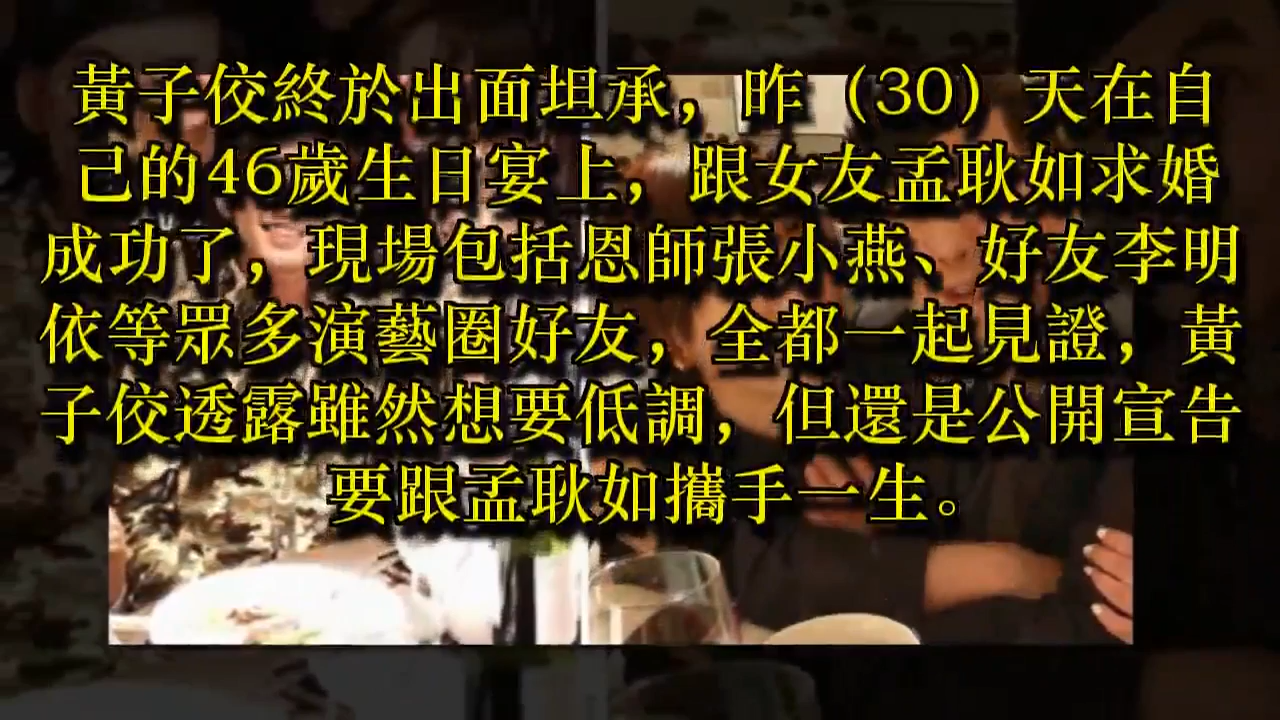 黃子佼終於出面坦承，昨（30）天在自
己的46歲生日宴上，跟女友孟耿如求婚
成功了，現場包括恩師張小燕、好友李明
依等眾多演藝圈好友，全都一起見證，黃
子佼透露雖然想要低調，但還是公開宣告
要跟孟耿如攜手一生。